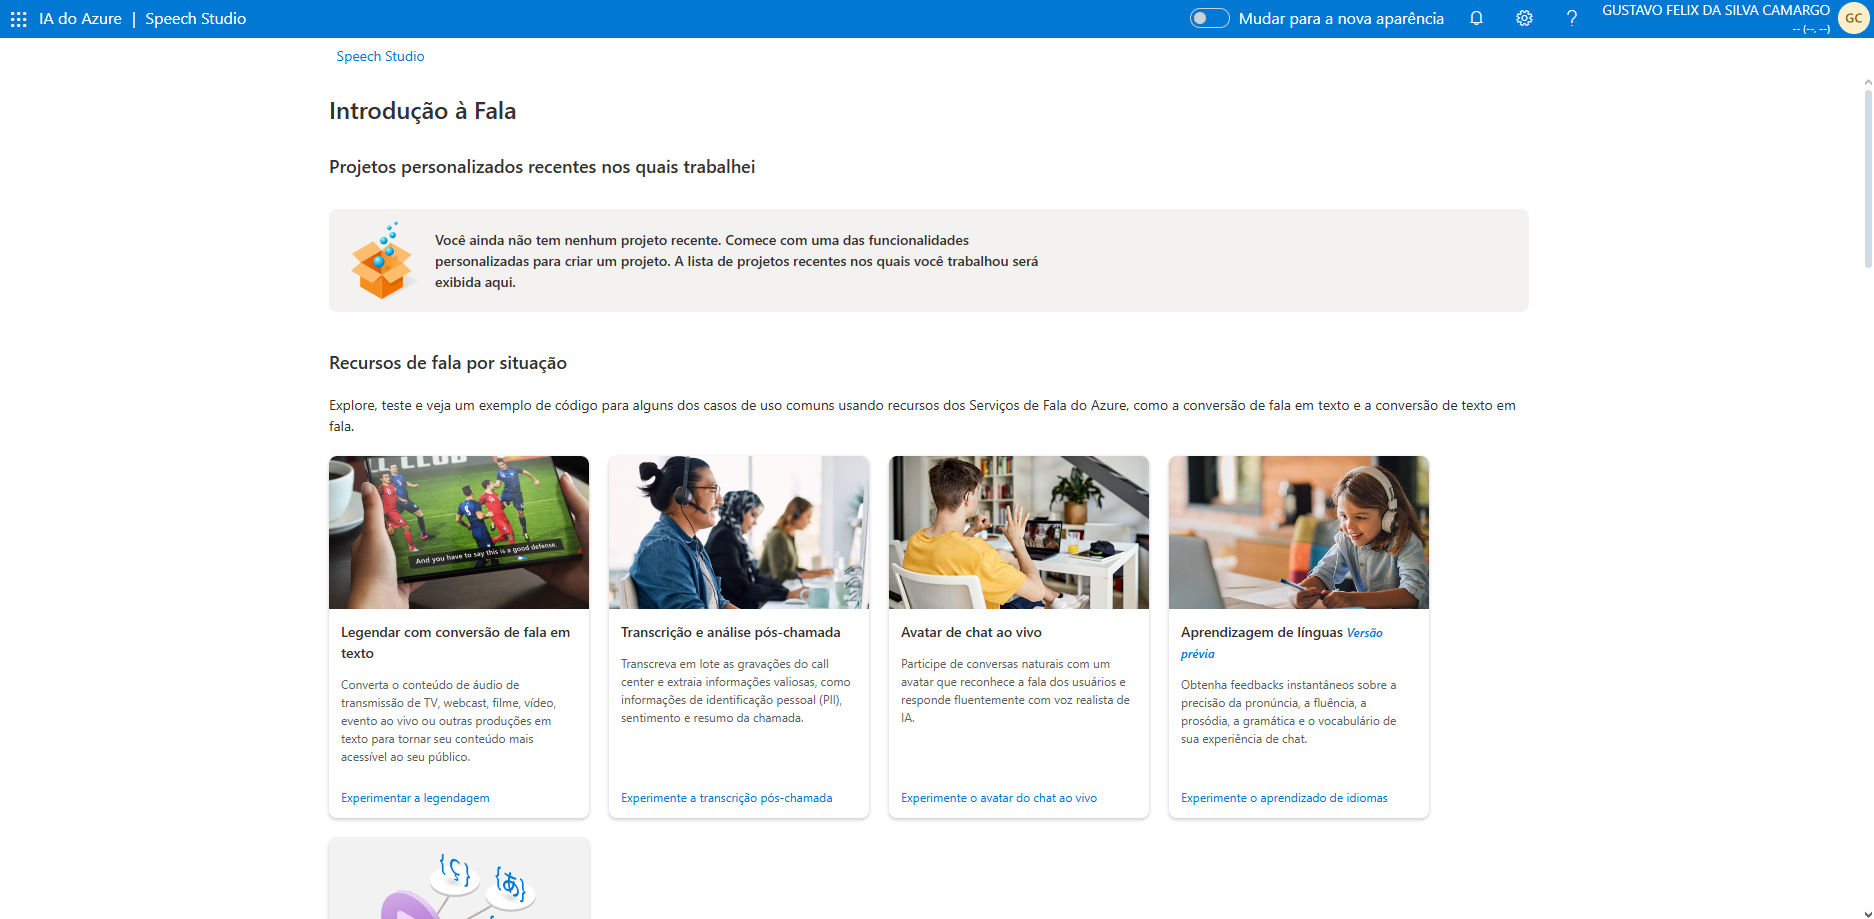 IA do Azure | Speech Studio
Mudar para a nova aparência
?
GUSTAVO FELIX DA SILVA CAMARGO
-- (--, --)
GC
Speech Studio
Introdução à Fala
Projetos personalizados recentes nos quais trabalhei
Você ainda não tem nenhum projeto recente. Comece com uma das funcionalidades
personalizadas para criar um projeto. A lista de projetos recentes nos quais você trabalhou será
exibida aqui.
Recursos de fala por situação
Explore, teste e veja um exemplo de código para alguns dos casos de uso comuns usando recursos dos Serviços de Fala do Azure, como a conversão de fala em texto e a conversão de texto em
fala.
And you have to say this is a good defense.
Legendar com conversão de fala em
texto
Converta o conteúdo de áudio de
transmissão de TV, webcast, filme, vídeo,
evento ao vivo ou outras produções em
texto para tornar seu conteúdo mais
acessível ao seu público.
Experimentar a legendagem
Transcrição e análise pós-chamada
Transcreva em lote as gravações do call
center e extraia informações valiosas, como
informações de identificação pessoal (PII),
sentimento e resumo da chamada.
Experimente a transcrição pós-chamada
Avatar de chat ao vivo
Participe de conversas naturais com um
avatar que reconhece a fala dos usuários e
responde fluentemente com voz realista de
IA.
Experimente o avatar do chat ao vivo
Aprendizagem de línguas Versão
prévia
Obtenha feedbacks instantâneos sobre a
precisão da pronúncia, a fluência, a
prosódia, a gramática e o vocabulário de
sua experiência de chat.
Experimente o aprendizado de idiomas
{ç}
{あ}